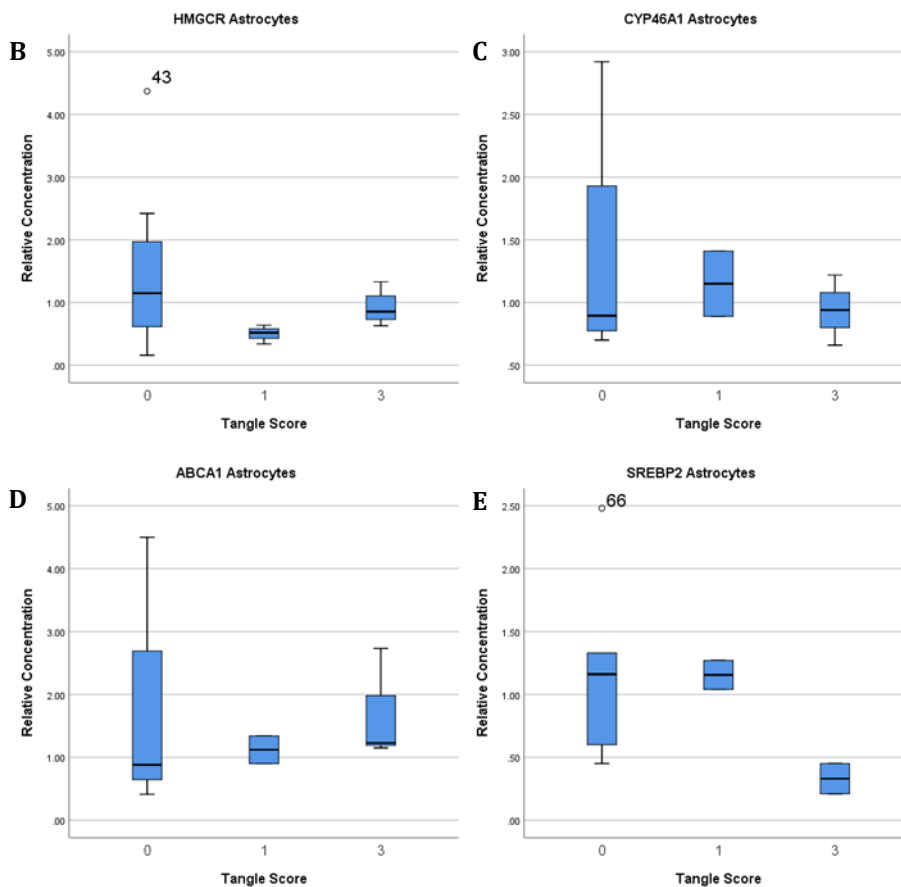 B
HMGCR Astrocytes
Relative Concentration
5.00
4.00
3.00
2.00
1.00
.00
43
0 1 3
Tangle Score
C
CYP46A1 Astrocytes
Relative Concentration
3.00
2.50
2.00
1.50
1.00
.50
0 1 3
Tangle Score
D
ABCA1 Astrocytes
Relative Concentration
5.00
4.00
3.00
2.00
1.00
.00
0 1 3
Tangle Score
E
SREBP2 Astrocytes
Relative Concentration
2.50
2.00
1.50
1.00
.50
.00
66
0 1 3
Tangle Score